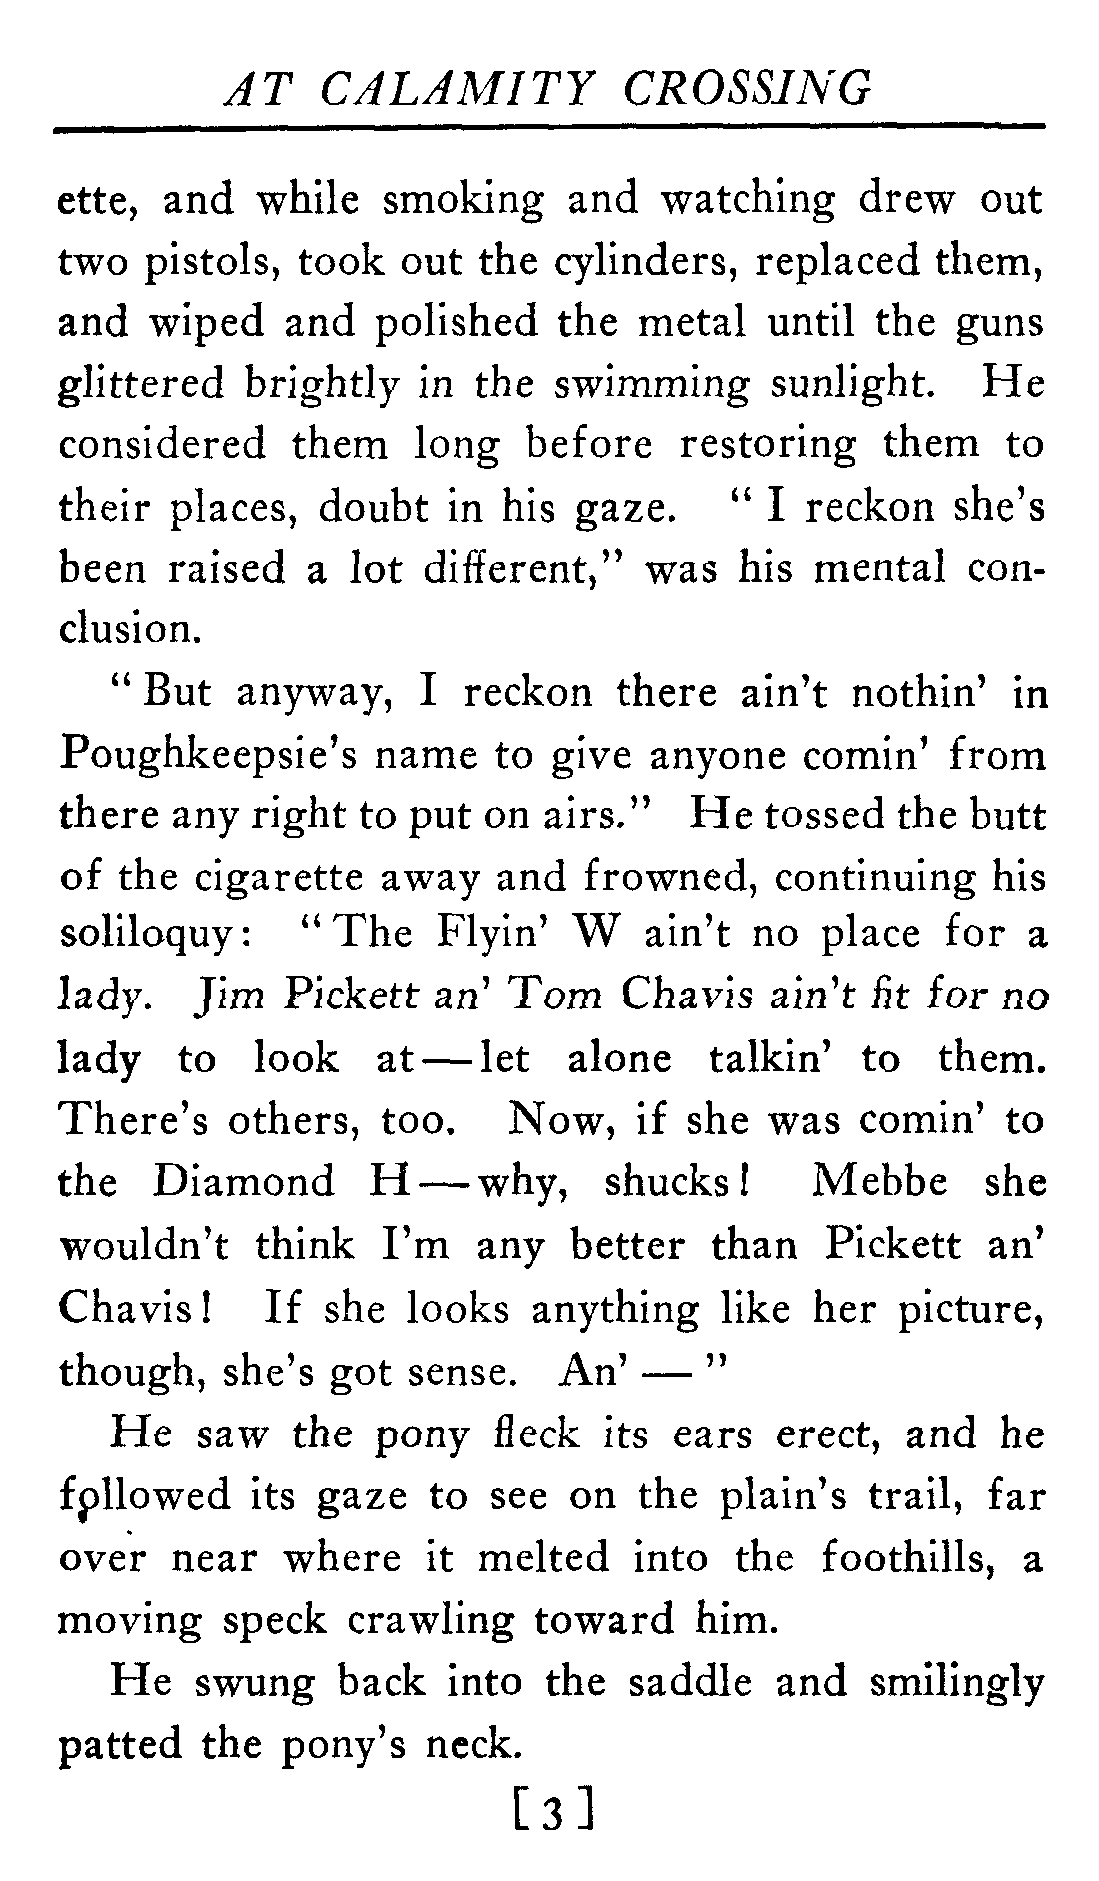 AT CALAMITY CROSSING
ette, and while smoking and watching drew out
two pistols, took out the cylinders, replaced them,
and wiped and polished the metal until the guns
glittered brightly in the swimming sunlight. He
considered them long before restoring them to
their places, doubt in his gaze. " I reckon she's
been raised a lot different," was his mental con-
clusion.
" But anyway, I reckon there ain't nothin' in
Poughkeepsie's name to give anyone comin' from
there any right to put on airs." He tossed the butt
of the cigarette away and frowned, continuing his
soliloquy: " The Flyin' W ain't no place for a
lady. Jim Pickett an' Tom Chavis ain't fit for no
lady to look at — let alone talkin' to them.
There's others, too. Now, if she was comin' to
the Diamond H — why, shucks! Mebbe she
wouldn't think I'm any better than Pickett an'
Chavis! If she looks anything like her picture,
though, she's got sense. An' — "
He saw the pony fleck its ears erect, and he
followed its gaze to see on the plain's trail, far
over near where it melted into the foothills, a
moving speck crawling toward him.
He swung back into the saddle and smilingly
patted the pony's neck.
[ 3 ]